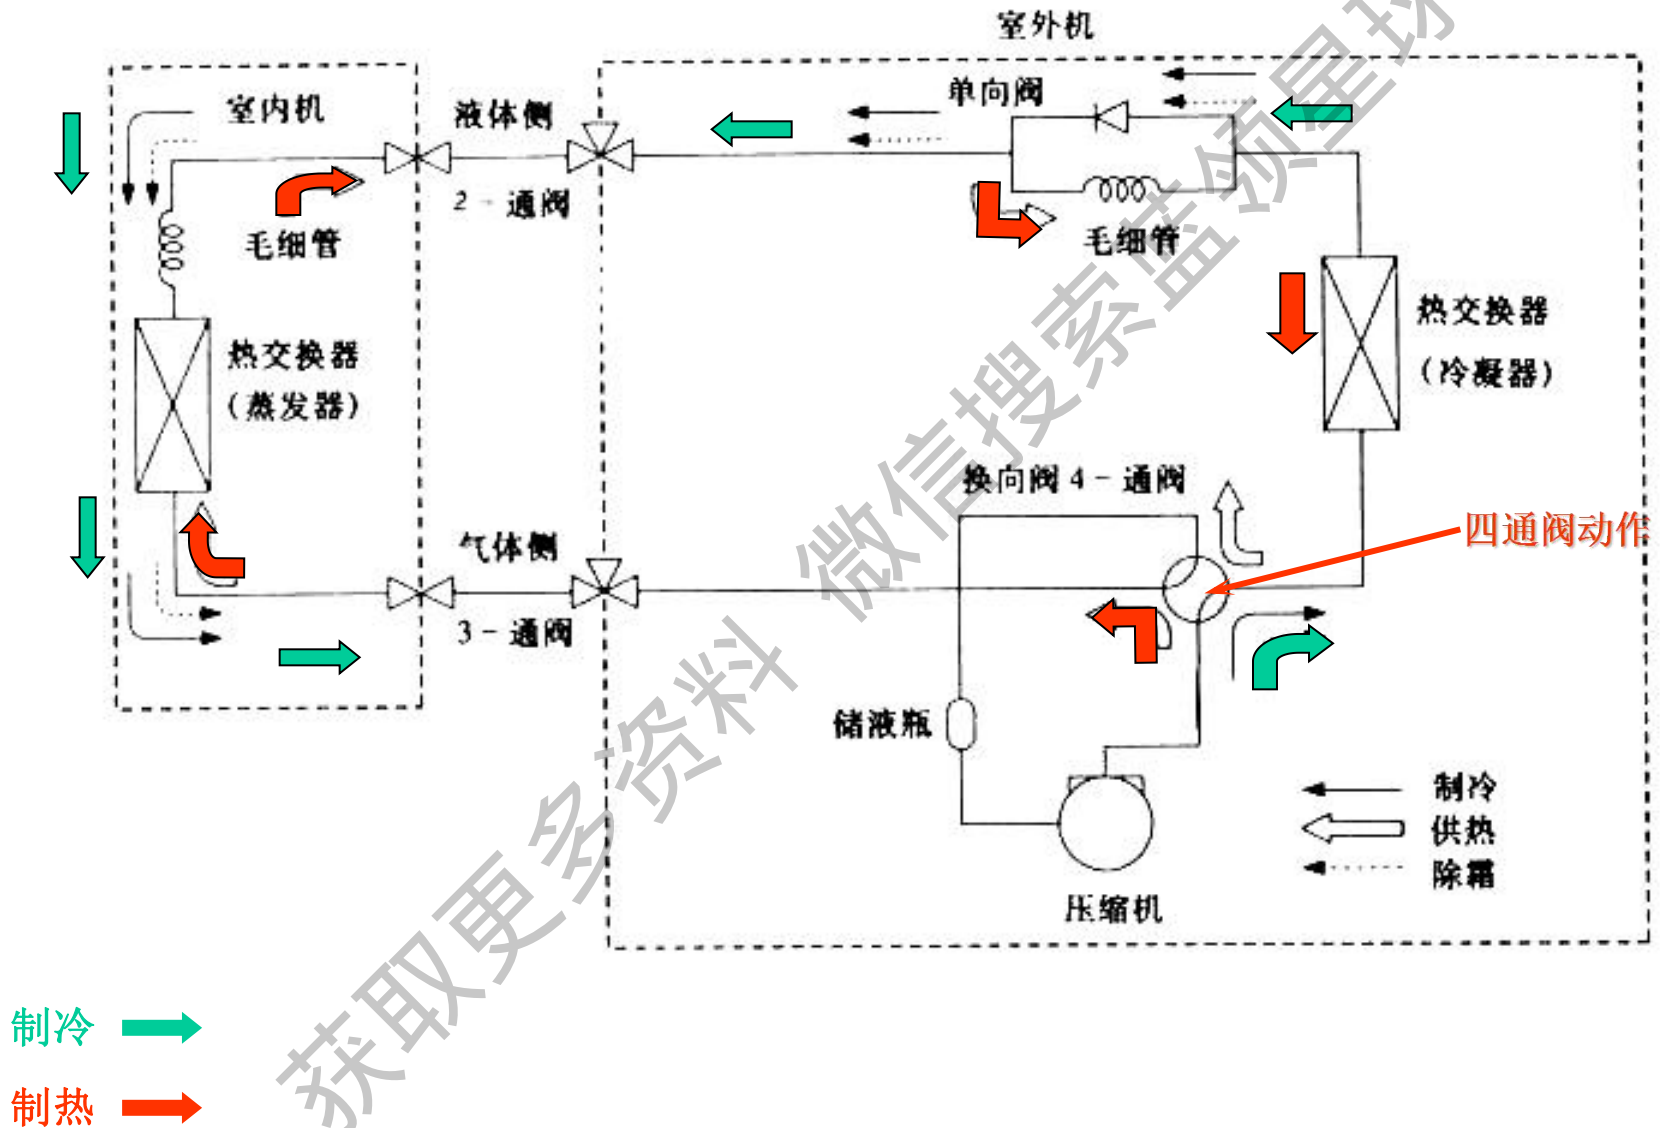 室外机
单向阀
室内机
液体侧
2-通阀
毛细管
毛细管
热交换器
(冷凝器)
热交换器
(蒸发器)
换向阀4-通阀
四通阀动作
气体侧
3-通阀
储液瓶
制冷
供热
除霜
压缩机
制冷
制热
获取更多资料 微信搜索蓝领星球